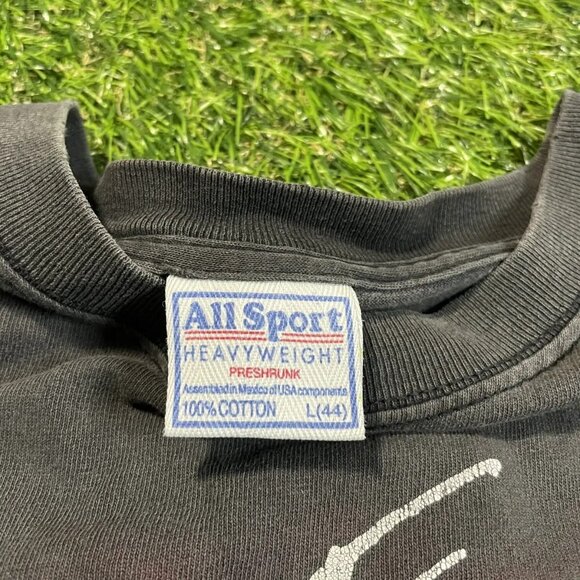 All Sport
HEAVYWEIGHT
PRESHRUNK
Assembled in Mexico of USA components
100% COTTON L(44)